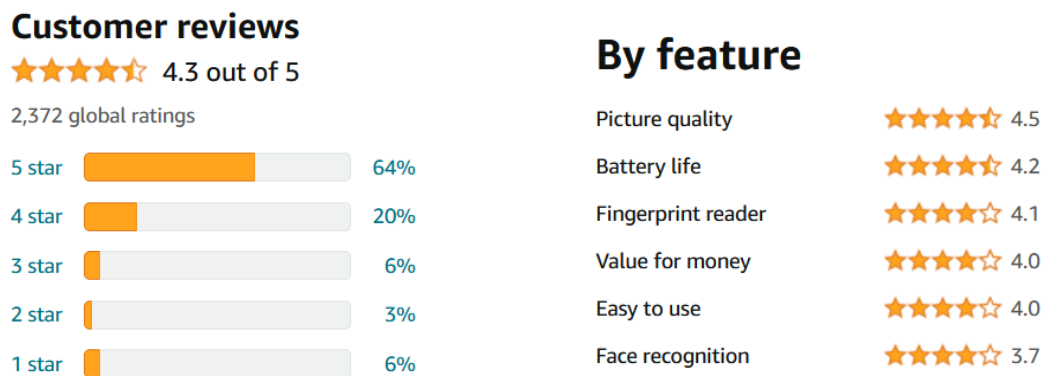 Customer reviews
4.3 out of 5
2,372 global ratings
5 star 64%
4 star 20%
3 star 6%
2 star 3%
1 star 6%
By feature
Picture quality 4.5
Battery life 4.2
Fingerprint reader 4.1
Value for money 4.0
Easy to use 4.0
Face recognition 3.7